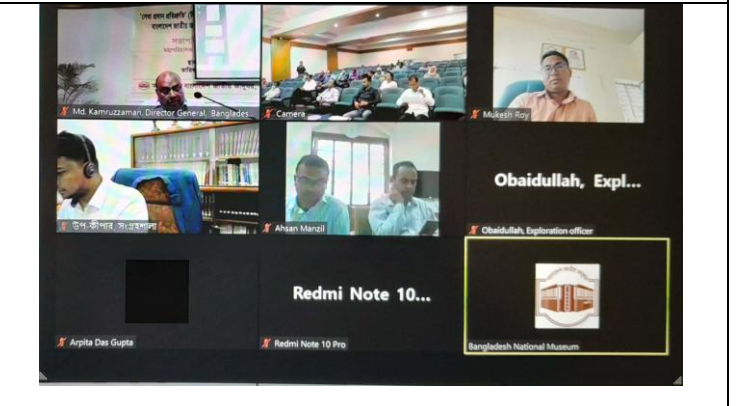 Md. Kamruzzaman, Director General, Banglades...
Camera
Mukesh Roy
উপ-কীপার, সংগ্রহশালা
Ahsan Manzil
Obaidullah, Expl...
Obaidullah, Exploration officer
Arpita Das Gupta
Redmi Note 10...
Redmi Note 10 Pro
Bangladesh National Museum